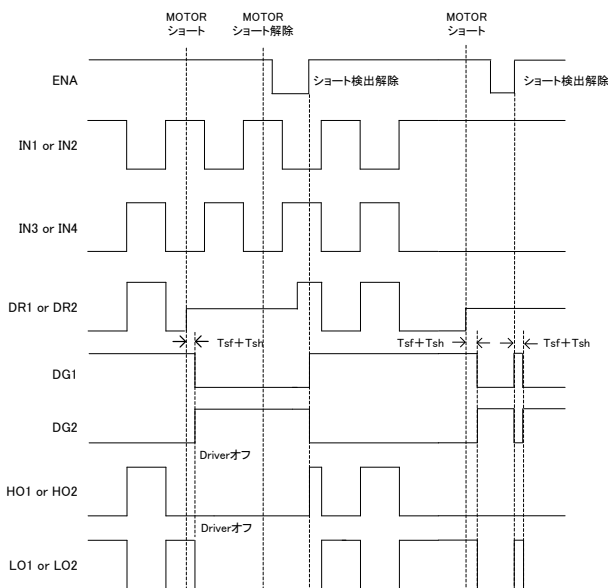 MOTOR
ショート
MOTOR
ショート解除
MOTOR
ショート
ENA
ショート検出解除
ショート検出解除
IN1 or IN2
IN3 or IN4
DR1 or DR2
Tsf+Tsh
Tsf+Tsh
Tsf+Tsh
DG1
DG2
Driverオフ
HO1 or HO2
Driverオフ
LO1 or LO2